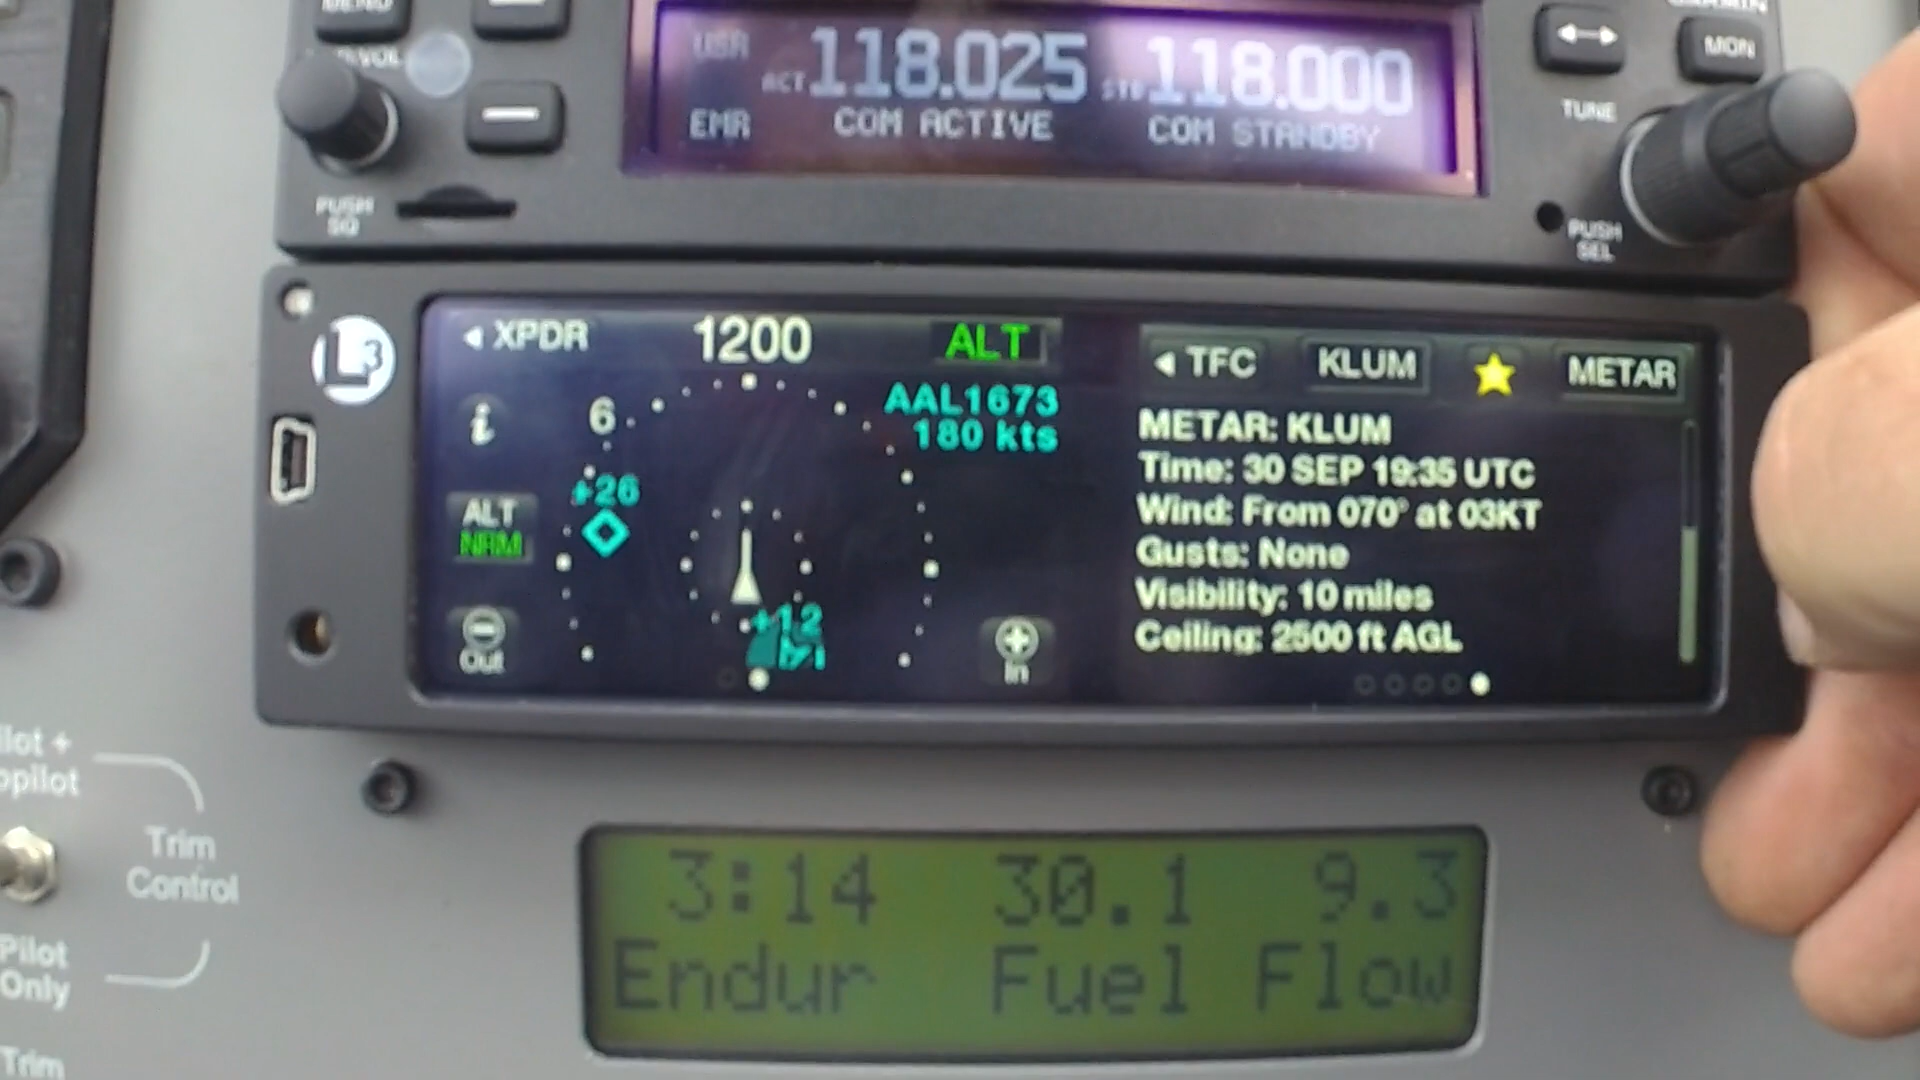 USR ACT 118.025 STB 118.000
EMR COM ACTIVE COM STANDBY
MON
TUNE
PUSH
SQ
PUSH
SEL
L3
XPDR 1200 ALT
TFC KLUM METAR
AAL1673
180 kts
6
i
+26
ALT
NRM
+12
Out
In
METAR: KLUM
Time: 30 SEP 19:35 UTC
Wind: From 070° at 03KT
Gusts: None
Visibility: 10 miles
Ceiling: 2500 ft AGL
Trim
Control
Pilot
Only
Trim
3:14 30.1 9.3
Endur Fuel Flow